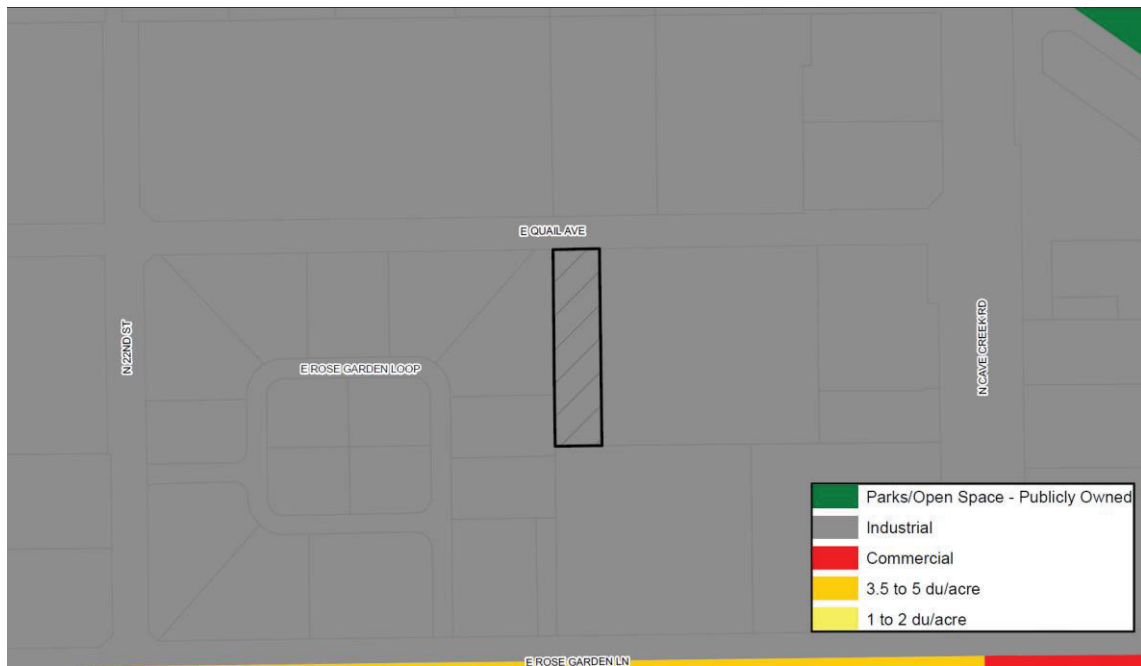 E QUAIL AVE
N 22ND ST
E ROSE GARDEN LOOP
N CAVE CREEK RD
Parks/Open Space - Publicly Owned
Industrial
Commercial
3.5 to 5 du/acre
1 to 2 du/acre
E ROSE GARDEN LN